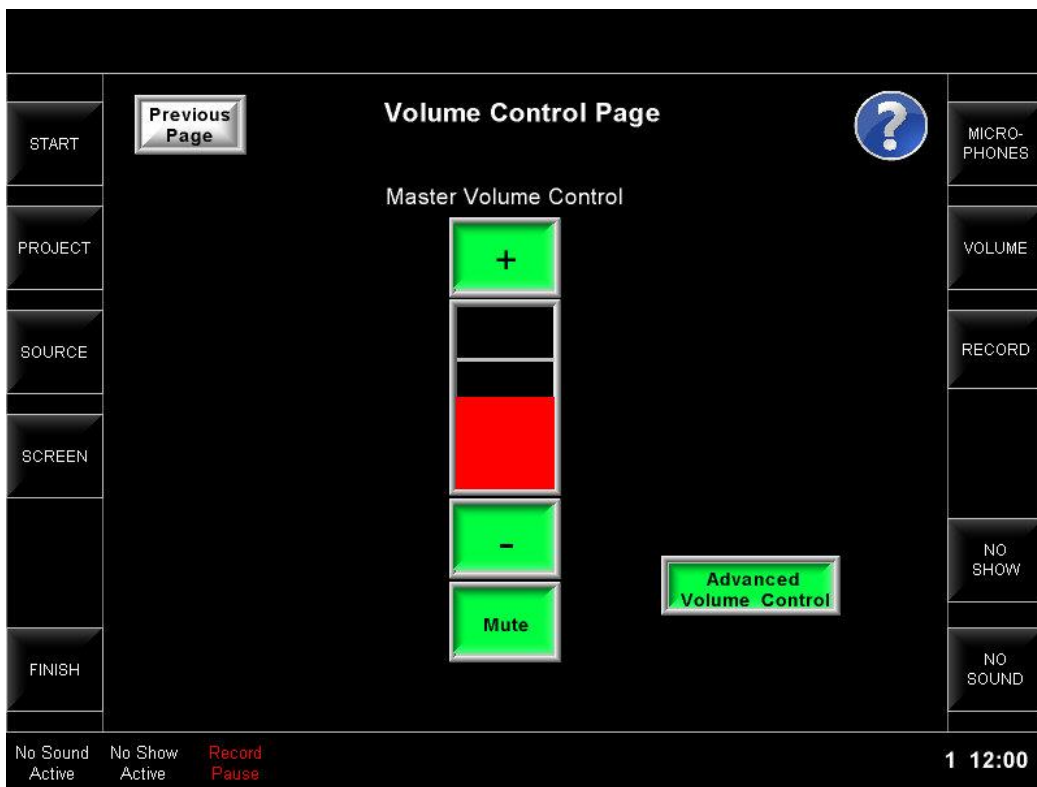 Previous
Page
Volume Control Page
?
START
MICRO-
PHONES
Master Volume Control
+
PROJECT
VOLUME
SOURCE
RECORD
SCREEN
-
NO
SHOW
Advanced
Volume Control
Mute
FINISH
NO
SOUND
No Sound
Active
No Show
Active
Record
Pause
1 12:00